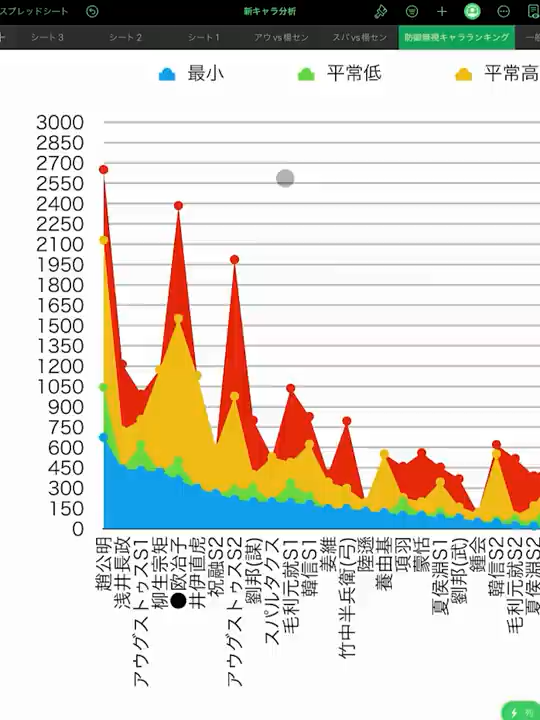 スプレッドシート
新キャラ分析
シート3
シート2
シート1
アウvs楊セン
スパvs楊セン
防御無視キャラランキング
一般
最小
平常低
平常高
3000
2850
2700
2550
2400
2250
2100
1950
1800
1650
1500
1350
1200
1050
900
750
600
450
300
150
0
趙公明
浅井長政
アウグストゥスS1
柳生宗矩
●欧冶子
井伊直虎
祝融S2
アウグストゥスS2
劉邦(謀)
スパルタクス
毛利元就S1
韓信S1
姜維
竹中半兵衛(弓)
陸遜
養由基
項羽
蒙恬
夏侯淵S1
劉邦(武)
鍾会
韓信S2
毛利元就S2
夏侯淵S2
列